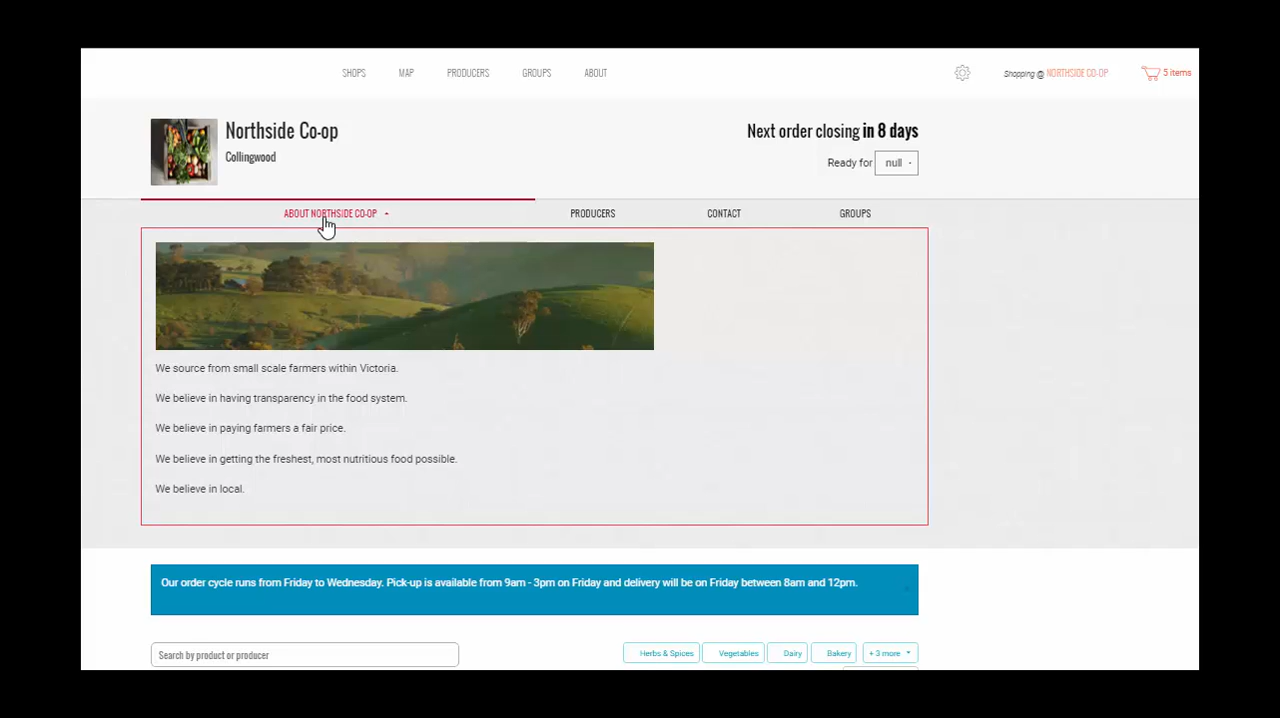 SHOPS MAP PRODUCERS GROUPS ABOUT Shopping @ NORTHSIDE CO-OP 5 items
Northside Co-op
Collingwood
Next order closing in 8 days
Ready for null
ABOUT NORTHSIDE CO-OP PRODUCERS CONTACT GROUPS
We source from small scale farmers within Victoria.
We believe in having transparency in the food system.
We believe in paying farmers a fair price.
We believe in getting the freshest, most nutritious food possible.
We believe in local.
Our order cycle runs from Friday to Wednesday. Pick-up is available from 9am - 3pm on Friday and delivery will be on Friday between 8am and 12pm.
Search by product or producer Herbs & Spices Vegetables Dairy Bakery + 3 more